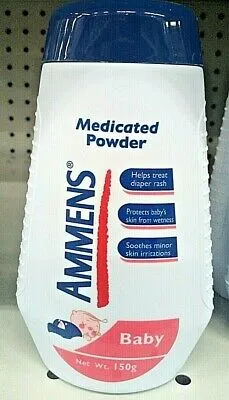 Medicated
Powder
AMMENS®
Helps treat
diaper rash
Protects baby's
skin from wetness
Soothes minor
skin irritations
Baby
Net Wt. 150g